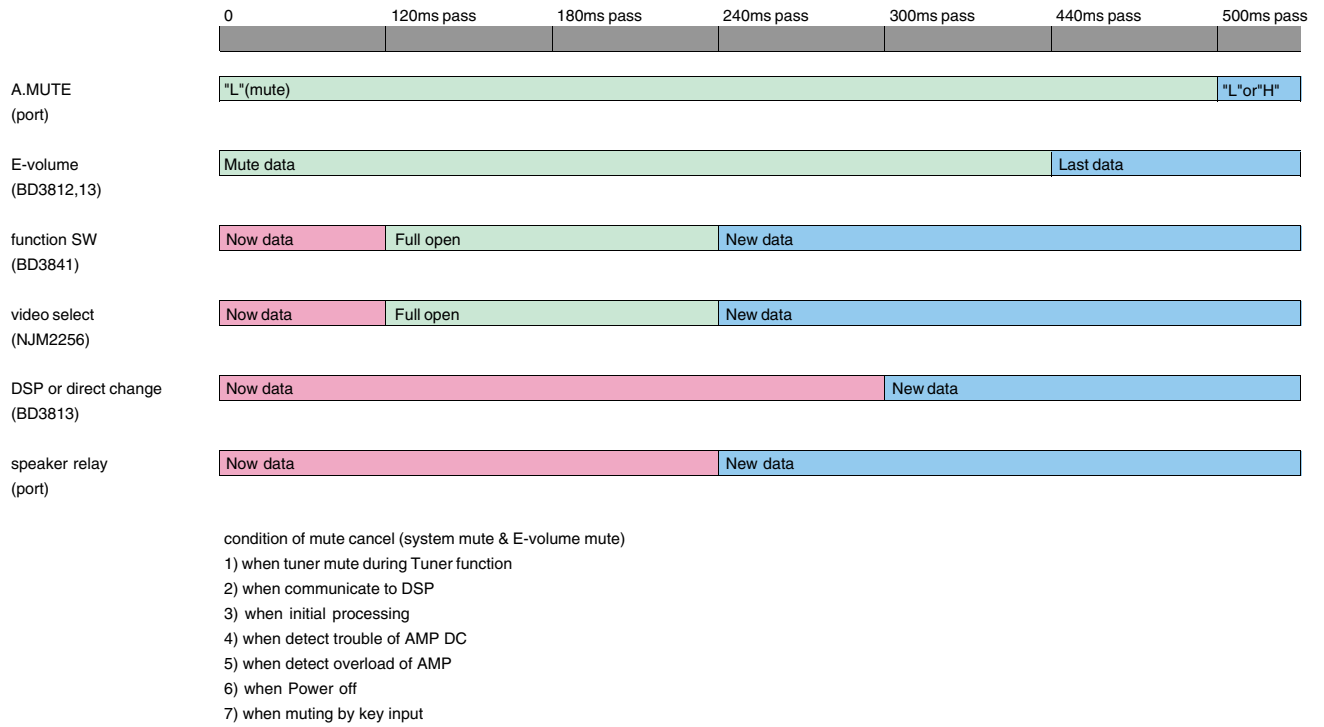 0 120ms pass 180ms pass 240ms pass 300ms pass 440ms pass 500ms pass
A.MUTE "L"(mute) "L"or"H"
(port)
E-volume Mute data Last data
(BD3812,13)
function SW Now data Full open New data
(BD3841)
video select Now data Full open New data
(NJM2256)
DSP or direct change Now data New data
(BD3813)
speaker relay Now data New data
(port)
condition of mute cancel (system mute & E-volume mute)
1) when tuner mute during Tuner function
2) when communicate to DSP
3) when initial processing
4) when detect trouble of AMP DC
5) when detect overload of AMP
6) when Power off
7) when muting by key input